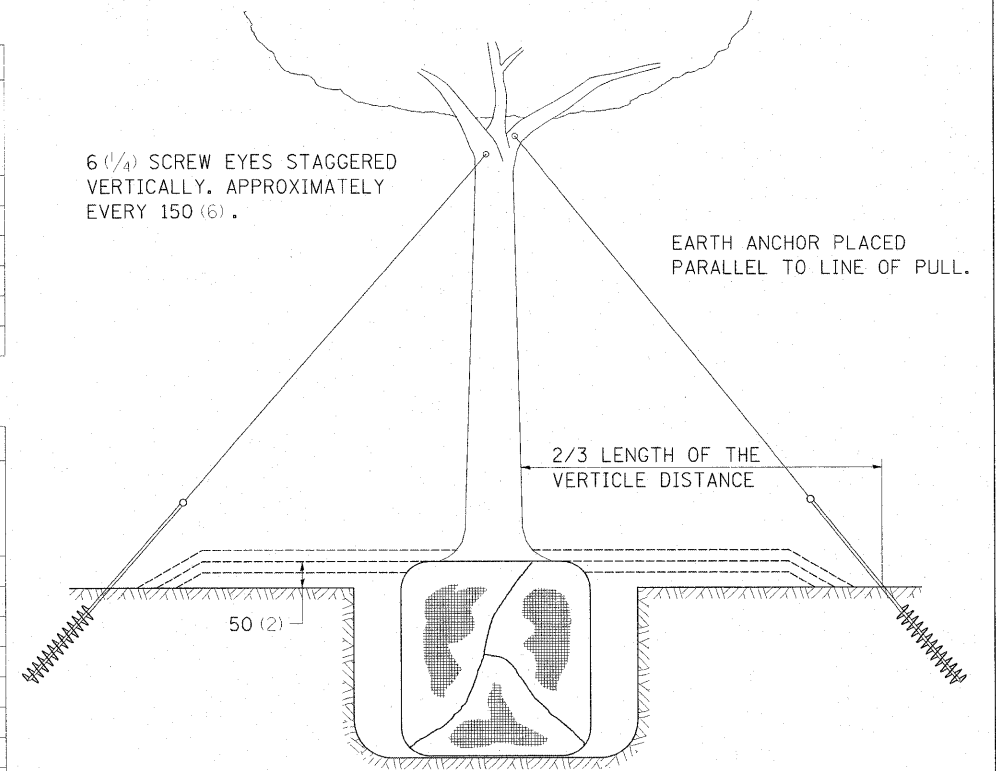 6 (1/4) SCREW EYES STAGGERED
VERTICALLY. APPROXIMATELY
EVERY 150 (6).
EARTH ANCHOR PLACED
PARALLEL TO LINE OF PULL.
2/3 LENGTH OF THE
VERTICLE DISTANCE
50 (2)